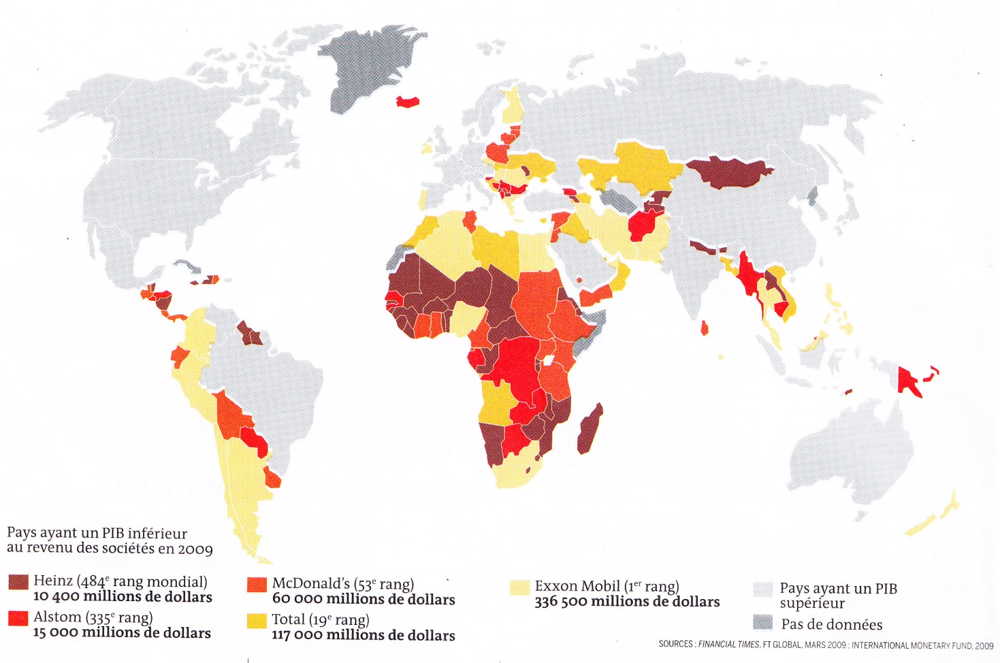 Pays ayant un PIB inférieur
au revenu des sociétés en 2009
Heinz (484e rang mondial)
10 400 millions de dollars
Alstom (335e rang)
15 000 millions de dollars
McDonald's (53e rang)
60 000 millions de dollars
Total (19e rang)
117 000 millions de dollars
Exxon Mobil (1er rang)
336 500 millions de dollars
Pays ayant un PIB
supérieur
Pas de données
SOURCES : FINANCIAL TIMES, FT GLOBAL, MARS 2009 ; INTERNATIONAL MONETARY FUND, 2009